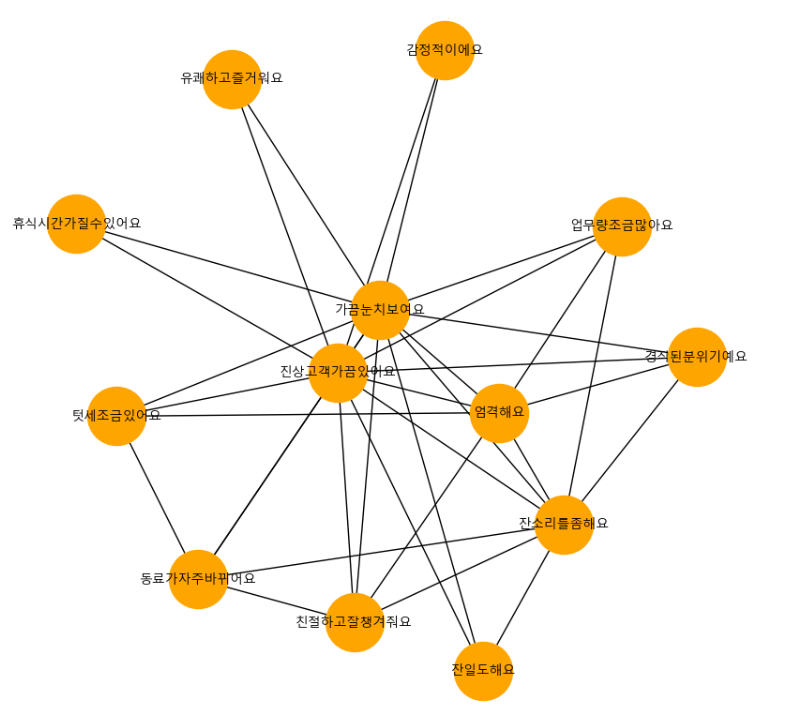 감정적이에요
유쾌하고즐거워요
휴식시간가질수있어요
업무량조금많아요
가끔눈치보여요
경직된분위기예요
진상고객가끔있어요
엄격해요
텃세조금있어요
잔소리를좀해요
동료가자주바뀌어요
친절하고잘챙겨줘요
잔일도해요